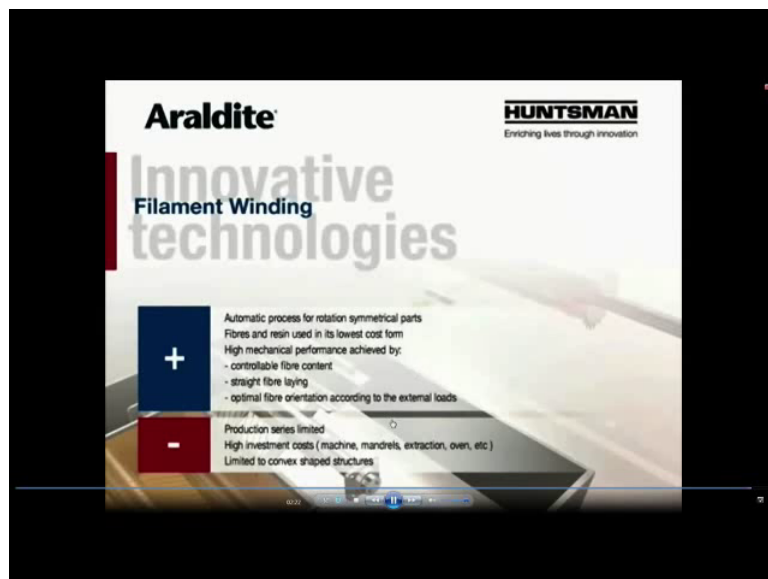 Araldite
HUNTSMAN
Enriching lives through innovation
Innovative
Filament Winding
technologies
+
Automatic process for rotation symmetrical parts
Fibres and resin used in its lowest cost form
High mechanical performance achieved by:
- controllable fibre content
- straight fibre laying
- optimal fibre orientation according to the external loads
-
Production series limited
High investment costs ( machine, mandrels, extraction, oven, etc )
Limited to convex shaped structures
02:22